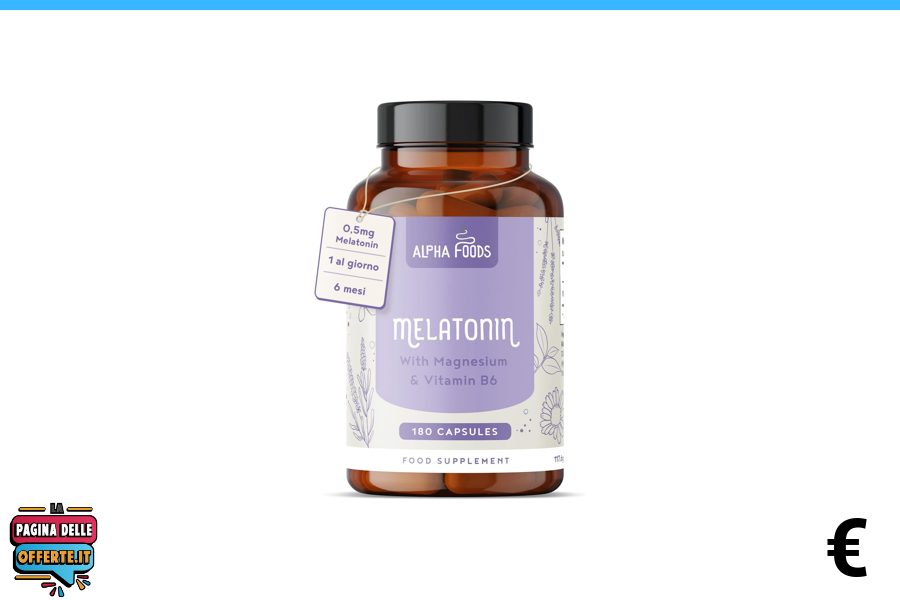 0,5mg
Melatonin
1 al giorno
6 mesi
ALPHA FOODS
MELATONIN
With Magnesium
& Vitamin B6
180 CAPSULES
FOOD SUPPLEMENT
LA
PAGINA DELLE
OFFERTE.IT
€